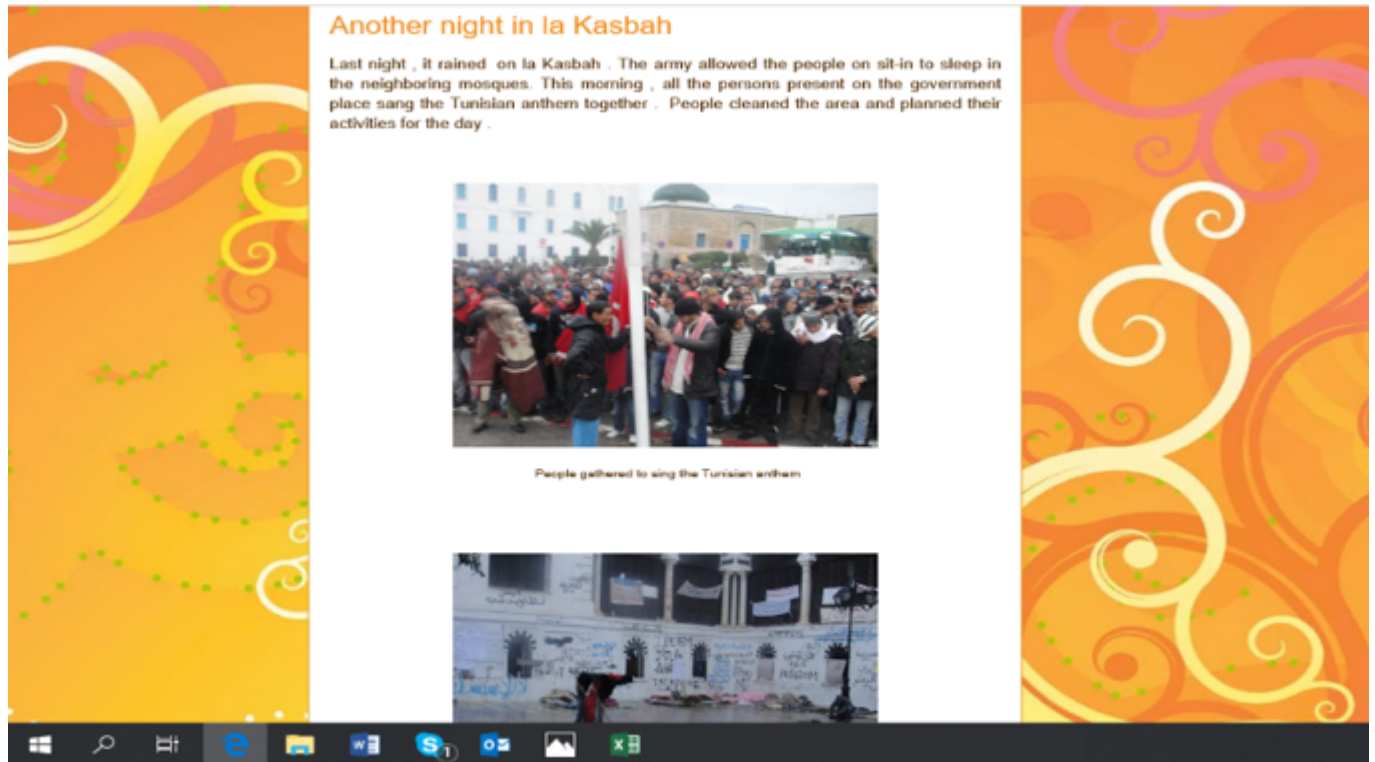 Another night in la Kasbah
Last night , it rained on la Kasbah . The army allowed the people on sit-in to sleep in
the neighboring mosques. This morning , all the persons present on the government
place sang the Tunisian anthem together . People cleaned the area and planned their
activities for the day .
People gathered to sing the Tunisian anthem